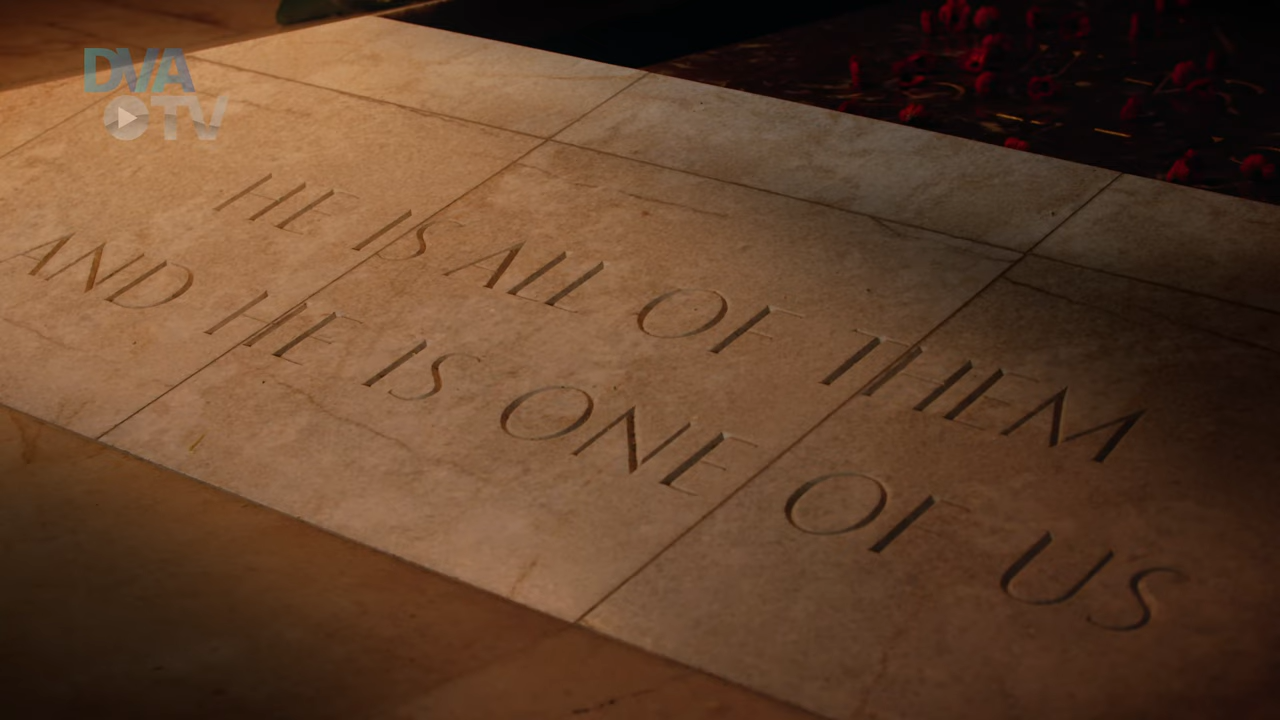 DVA
TV
HE IS ALL OF THEM
AND HE IS ONE OF US